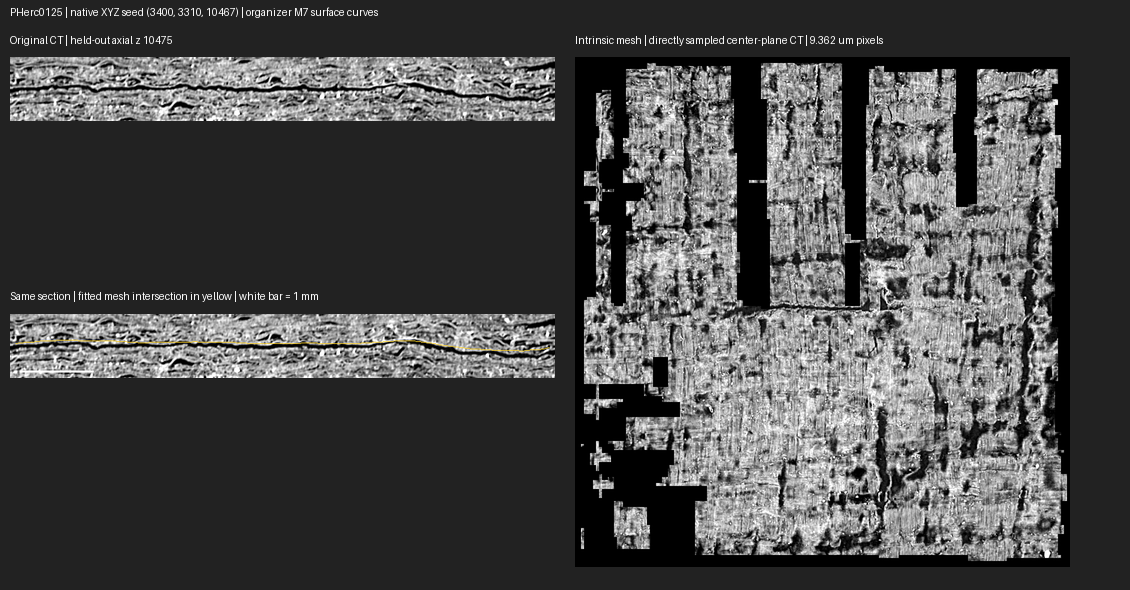 PHerc0125 | native XYZ seed (3400, 3310, 10467) | organizer M7 surface curves
Original CT | held-out axial z 10475
Intrinsic mesh | directly sampled center-plane CT | 9.362 um pixels
Same section | fitted mesh intersection in yellow | white bar = 1 mm